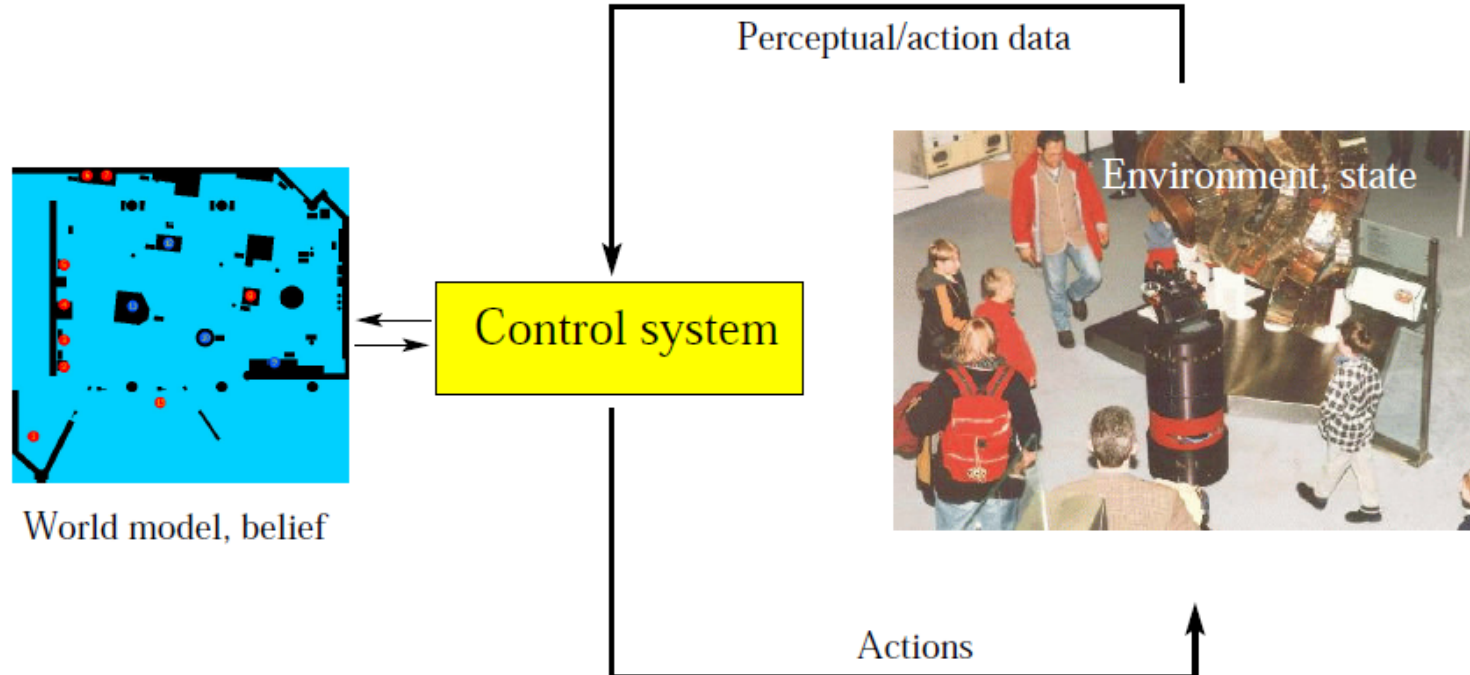 Perceptual/action data
Environment, state
Control system
World model, belief
Actions